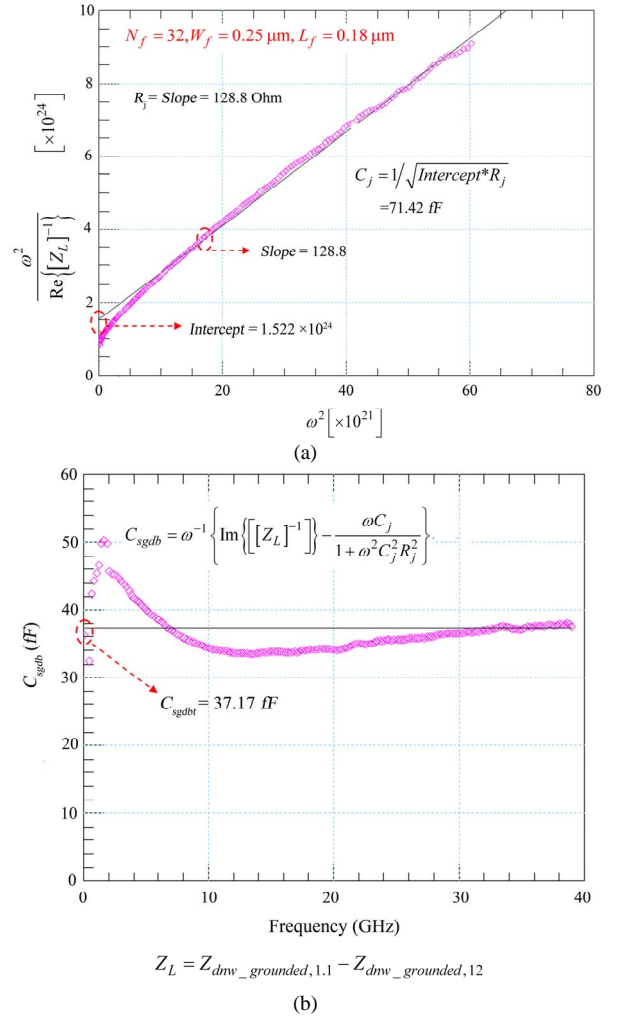 10
N_f = 32, W_f = 0.25 μm, L_f = 0.18 μm
8
R_j = Slope = 128.8 Ohm
[×10^24]
6
C_j = 1/√(Intercept*R_j)
=71.42 fF
4
ω^2 / Re{[Z_L]^-1}
Slope = 128.8
2
Intercept = 1.522 ×10^24
0
0 20 40 60 80
ω^2 [×10^21]
(a)
60
C_sgdb = ω^-1 {Im{[[Z_L]^-1]} − ωC_j / (1 + ω^2 C_j^2 R_j^2)}
50
40
C_sgdb (fF)
30
C_sgdbt = 37.17 fF
20
10
0
0 10 20 30 40
Frequency (GHz)
Z_L = Z_dnw_grounded,1.1 − Z_dnw_grounded,12
(b)